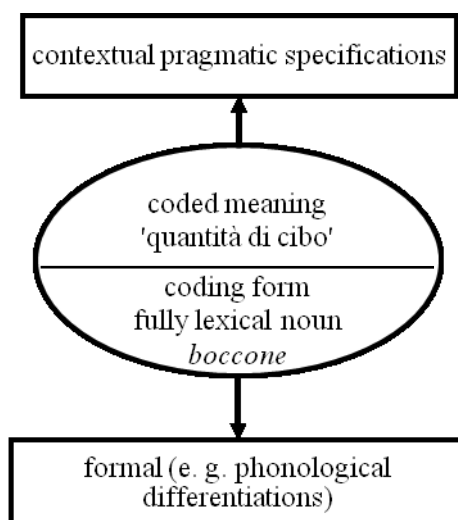 contextual pragmatic specifications
coded meaning
'quantità di cibo'
coding form
fully lexical noun
boccone
formal (e. g. phonological
differentiations)